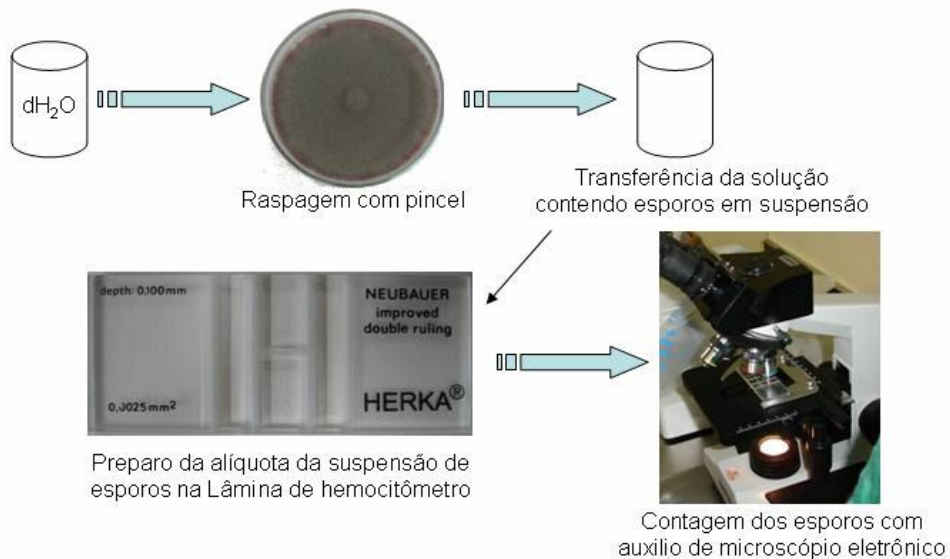 dH₂O
Raspagem com pincel
Transferência da solução
contendo esporos em suspensão
depth: 0,100mm
0,0025mm²
NEUBAUER
improved
double ruling
HERKA®
Preparo da alíquota da suspensão de
esporos na Lâmina de hemocitômetro
Contagem dos esporos com
auxilio de microscópio eletrônico